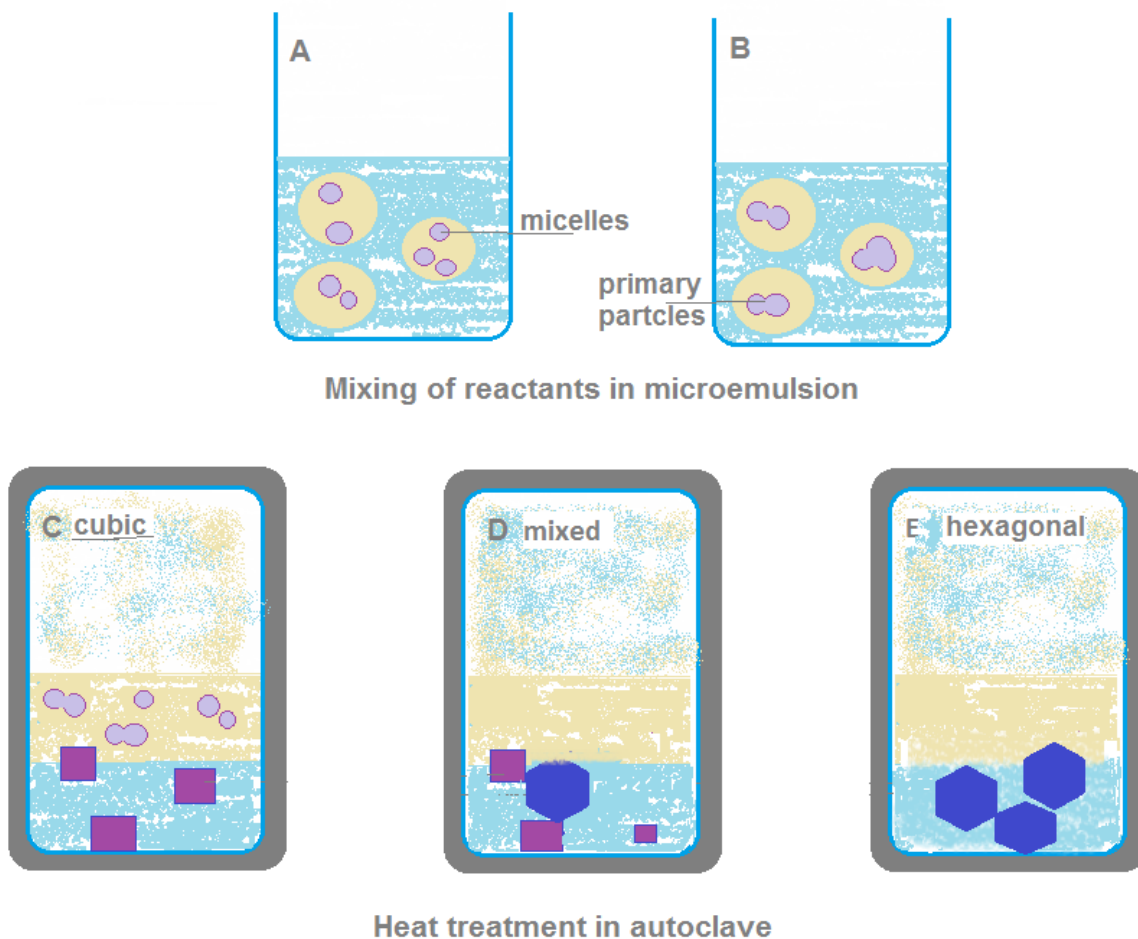 A
B
micelles
primary
partcles
Mixing of reactants in microemulsion
C cubic
D mixed
E hexagonal
Heat treatment in autoclave